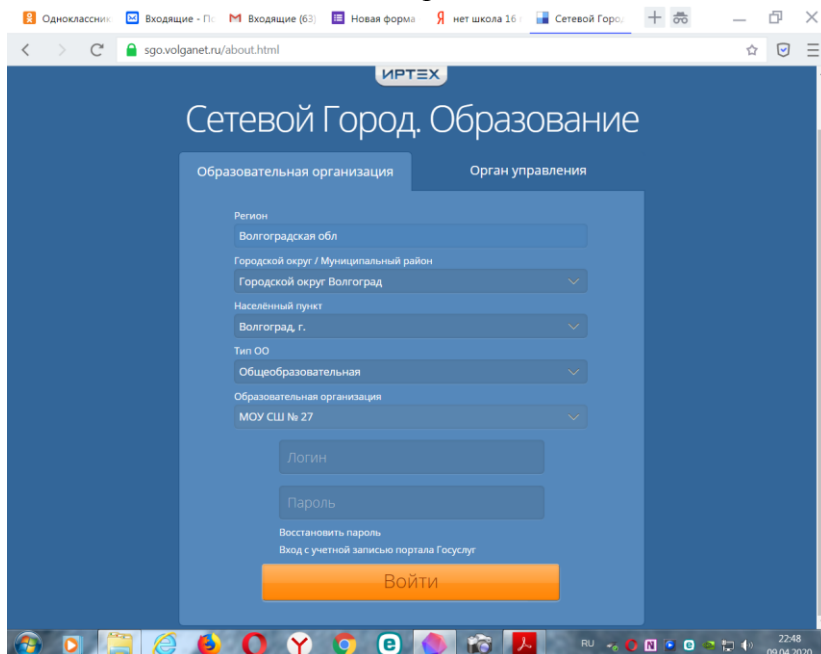 Одноклассник
Входящие - По
Входящие (63)
Новая форма
нет школа 16
Сетевой Город
sgo.volganet.ru/about.html
ИРТЕХ
Сетевой Город. Образование
Образовательная организация
Орган управления
Регион
Волгоградская обл
Городской округ / Муниципальный район
Городской округ Волгоград
Населённый пункт
Волгоград, г.
Тип ОО
Общеобразовательная
Образовательная организация
МОУ СШ № 27
Логин
Пароль
Восстановить пароль
Вход с учетной записью портала Госуслуг
Войти
RU
22:48
09.04.2020